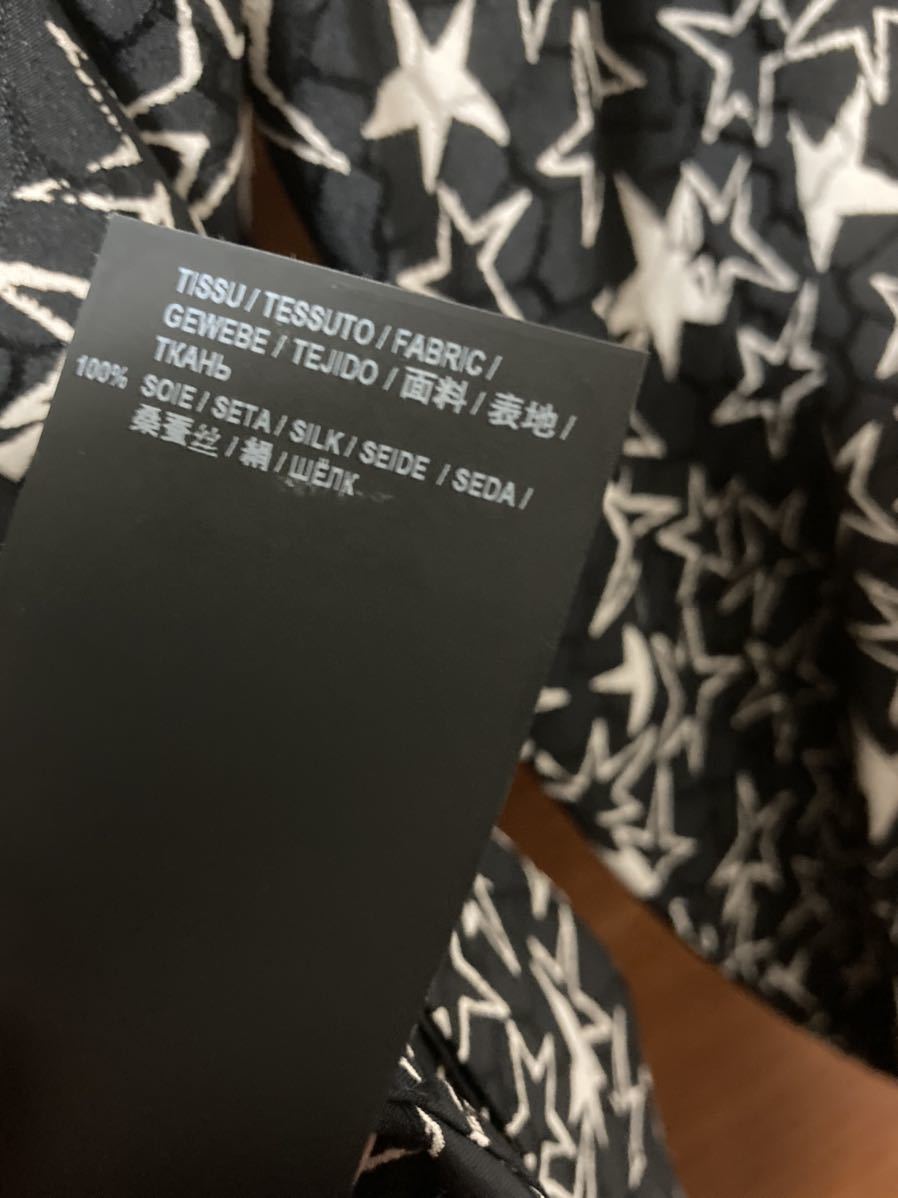 TISSU / TESSUTO / FABRIC /
GEWEBE / TEJIDO / 面料 / 表地 /
ТКАНЬ
100% SOIE / SETA / SILK / SEIDE / SEDA /
桑蚕丝 / 絹 / ШЁЛК